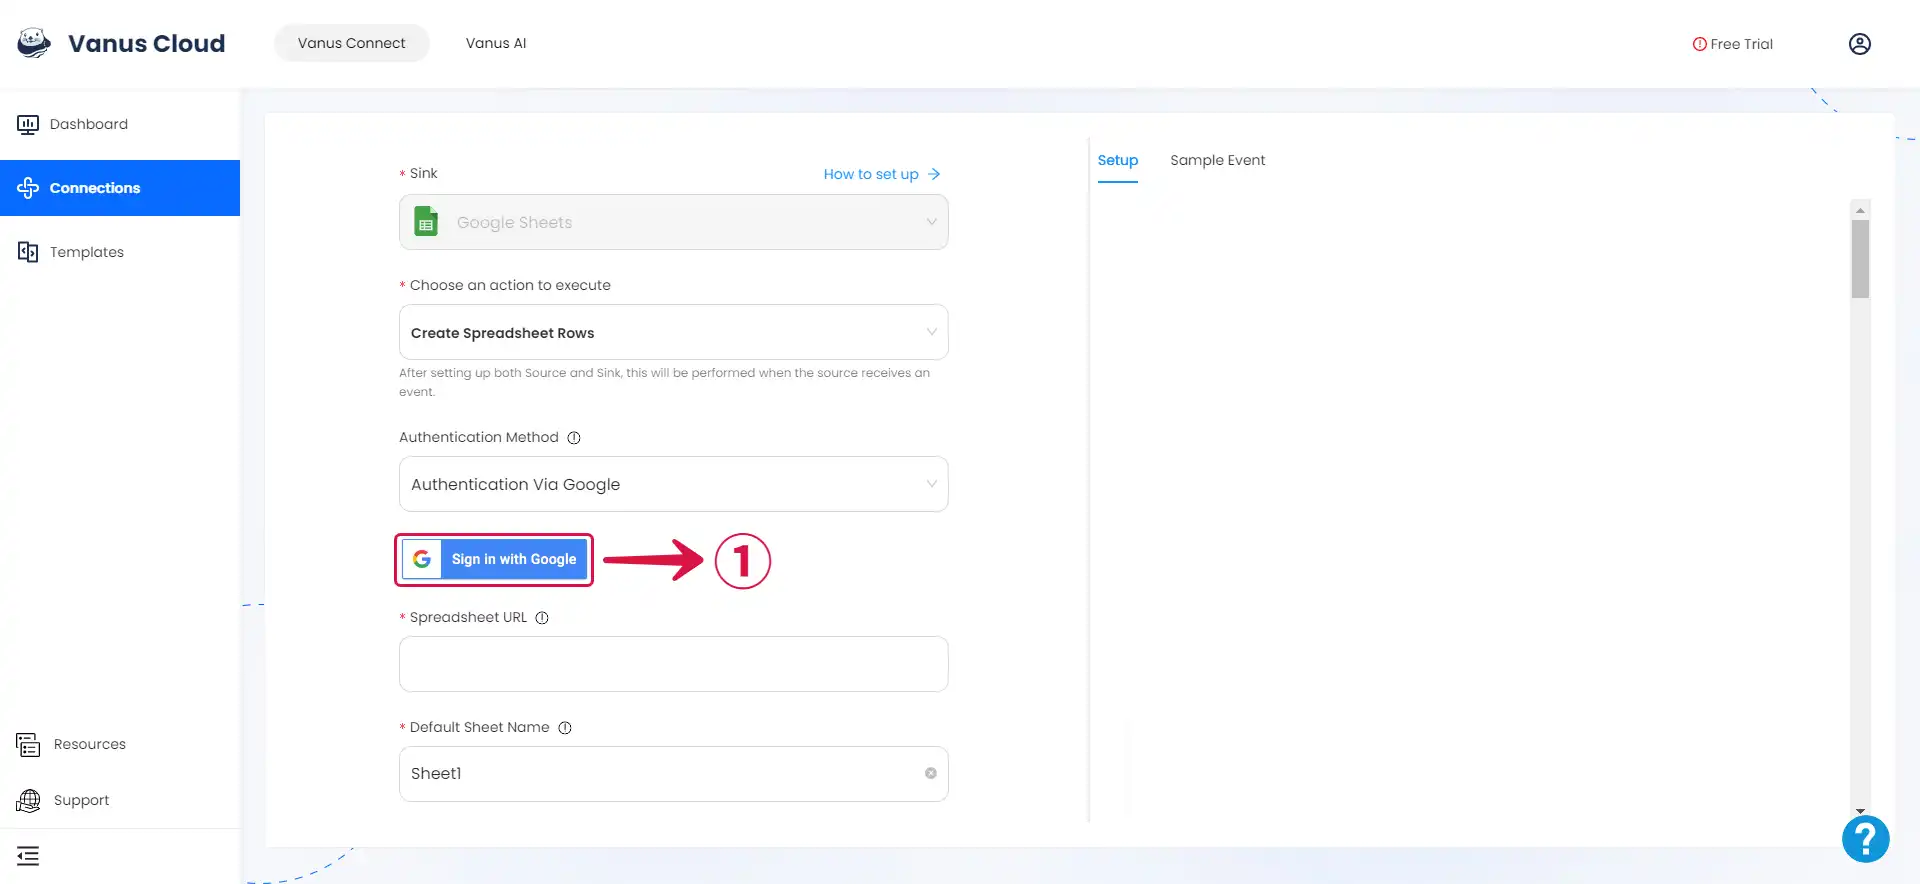 Vanus Cloud
Vanus Connect
Vanus AI
Free Trial
Dashboard
Connections
Templates
Resources
Support
* Sink
How to set up
Google Sheets
* Choose an action to execute
Create Spreadsheet Rows
After setting up both Source and Sink, this will be performed when the source receives an
event.
Authentication Method
Authentication Via Google
Sign in with Google
1
* Spreadsheet URL
* Default Sheet Name
Sheet1
Setup
Sample Event
?